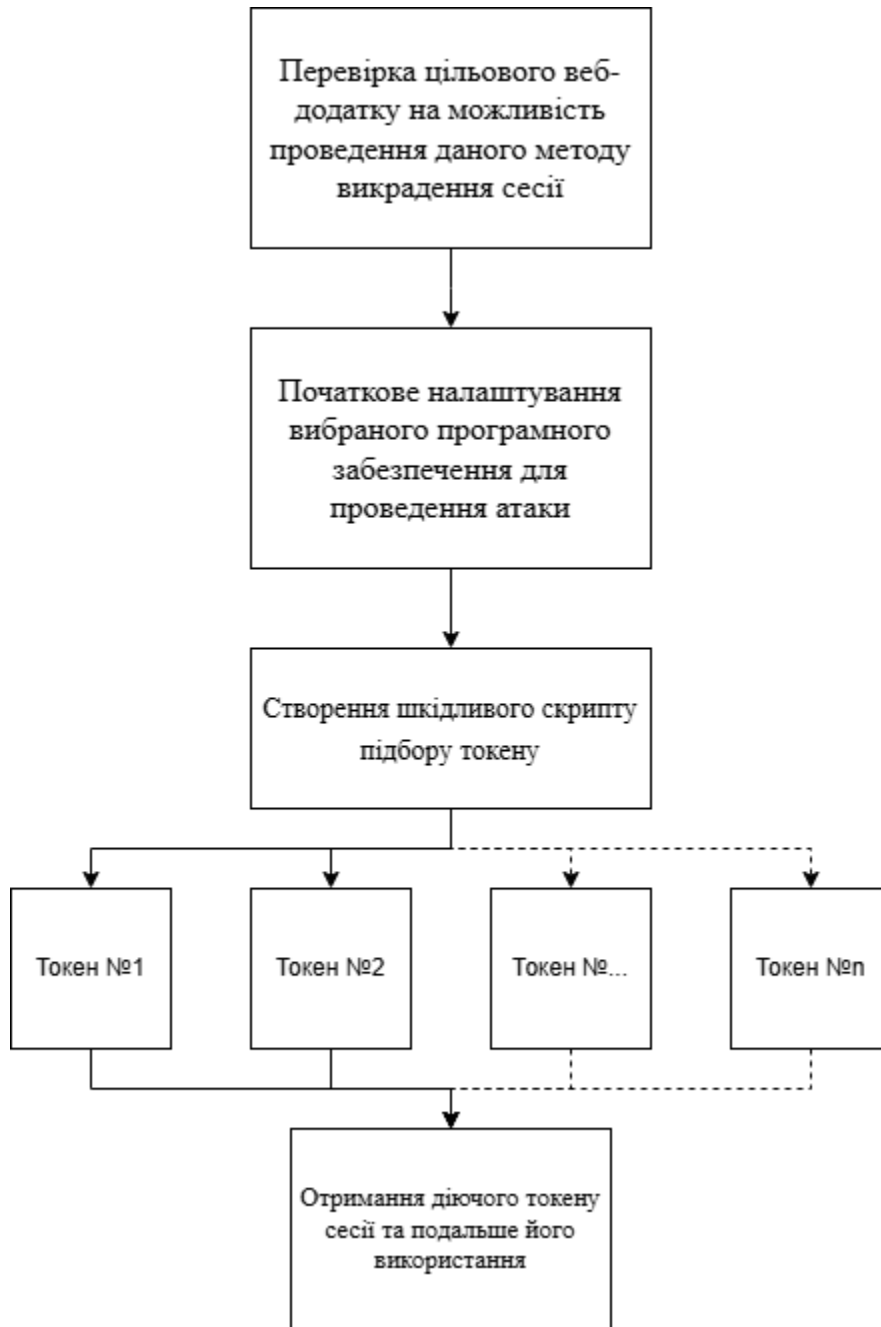 Перевірка цільового веб-
додатку на можливість
проведення даного методу
викрадення сесії
Початкове налаштування
вибраного програмного
забезпечення для
проведення атаки
Створення шкідливого скрипту
підбору токену
Токен №1
Токен №2
Токен №...
Токен №n
Отримання діючого токену
сесії та подальше його
використання